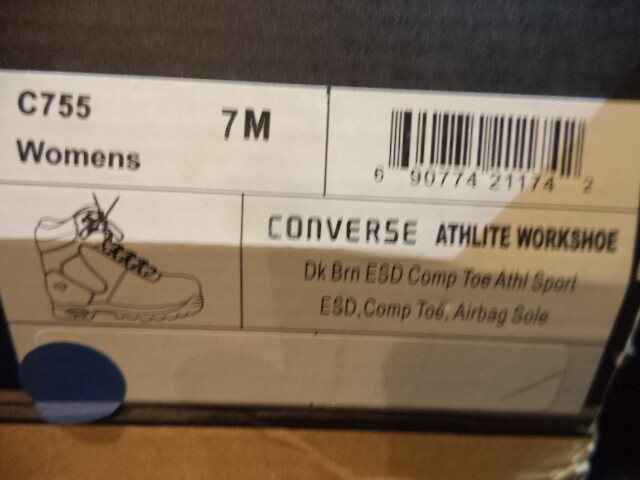 C755
7M
Womens
6 90774 21174 2
CONVERSE ATHLITE WORKSHOE
Dk Brn ESD Comp Toe Athl Sport
ESD,Comp Toe, Airbag Sole